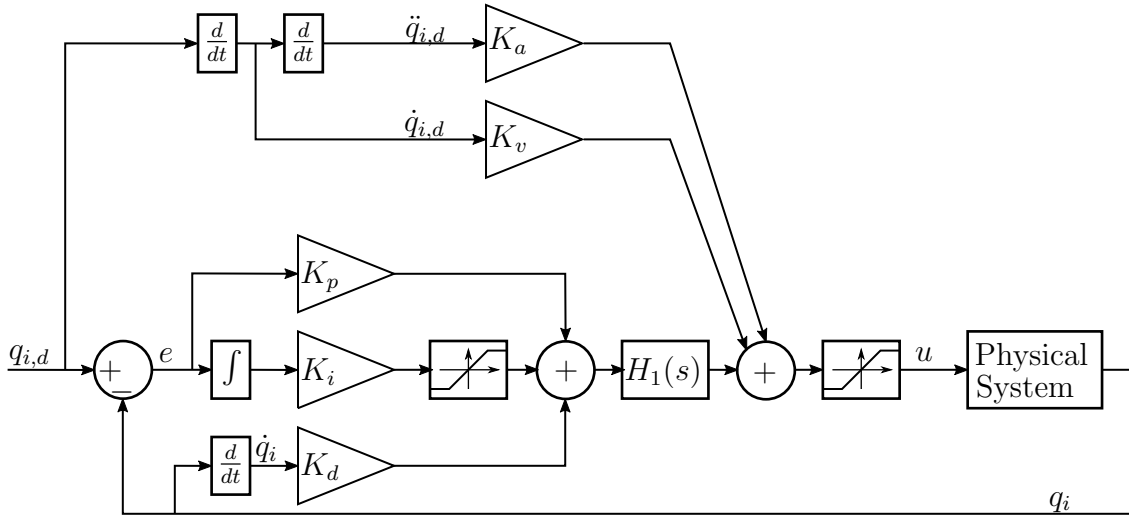 d/dt d/dt q̈_{i,d} K_a
q̇_{i,d} K_v
K_p
q_{i,d} + − e ∫ K_i + H_1(s) + u Physical
System
d/dt q̇_i K_d
q_i